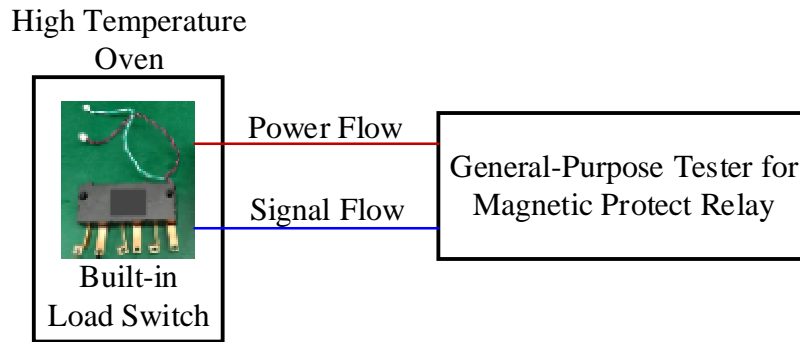 High Temperature
Oven
Power Flow
Signal Flow
Built-in
Load Switch
General-Purpose Tester for
Magnetic Protect Relay